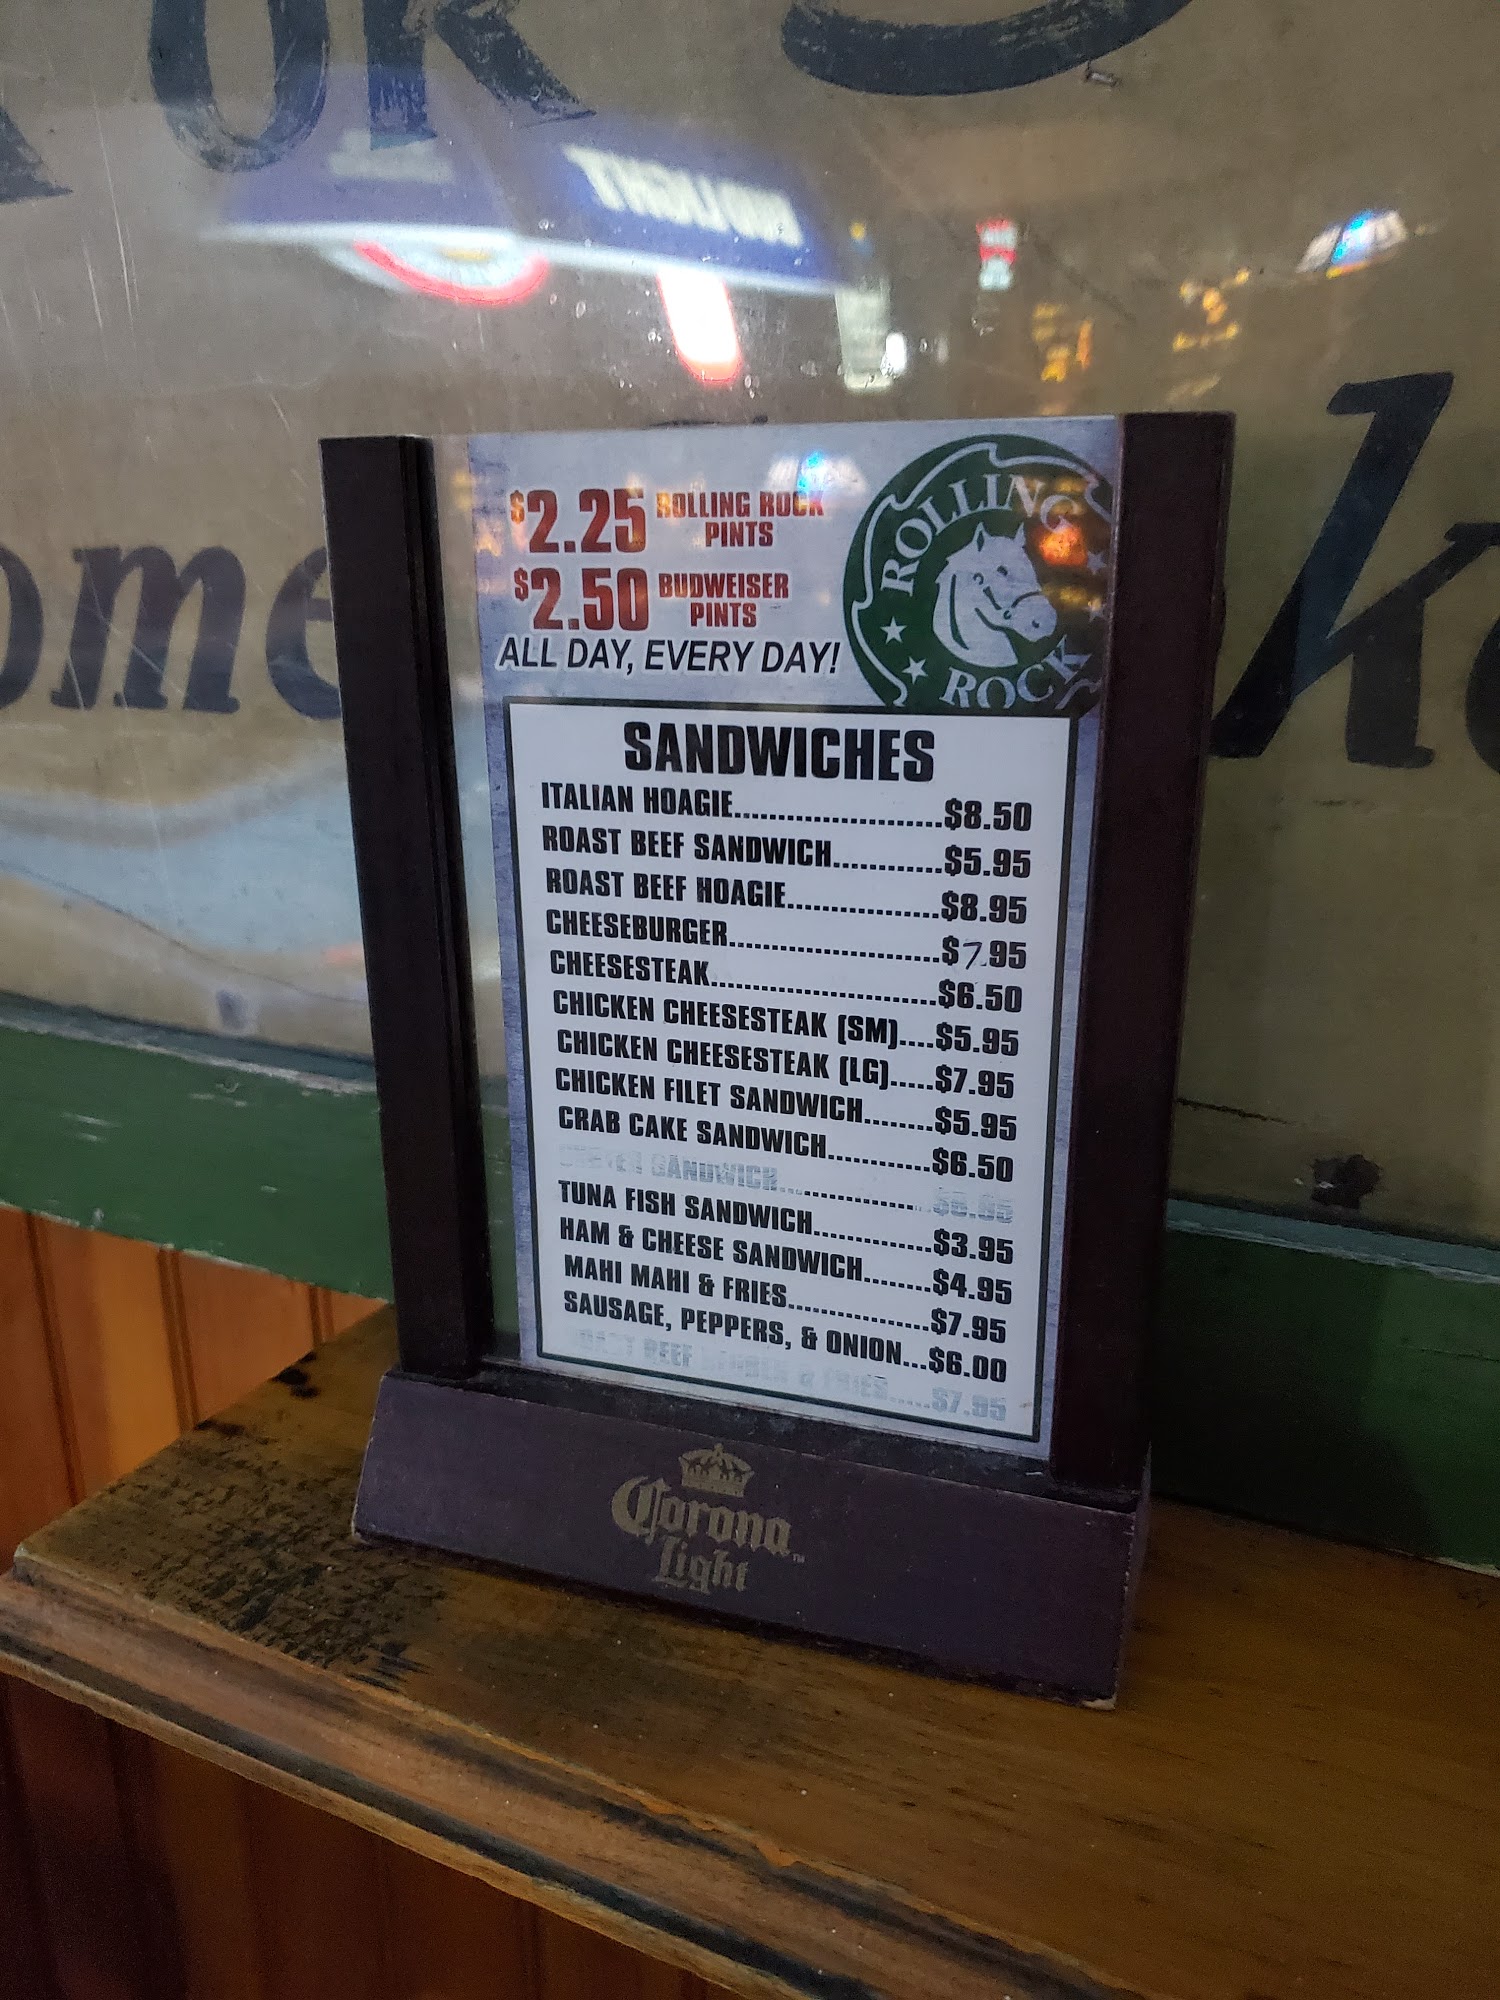 $2.25 ROLLING ROCK
PINTS
$2.50 BUDWEISER
PINTS
ALL DAY, EVERY DAY!
ROLLING
ROCK
SANDWICHES
ITALIAN HOAGIE.......................$8.50
ROAST BEEF SANDWICH............$5.95
ROAST BEEF HOAGIE.................$8.95
CHEESEBURGER.......................$7.95
CHEESESTEAK.........................$6.50
CHICKEN CHEESESTEAK (SM)....$5.95
CHICKEN CHEESESTEAK (LG).....$7.95
CHICKEN FILET SANDWICH........$5.95
CRAB CAKE SANDWICH............$6.50
SANDWICH
TUNA FISH SANDWICH.............$3.95
HAM & CHEESE SANDWICH........$4.95
MAHI MAHI & FRIES................$7.95
SAUSAGE, PEPPERS, & ONION...$6.00
BEEF & FRIES.....$7.95
Corona
Light